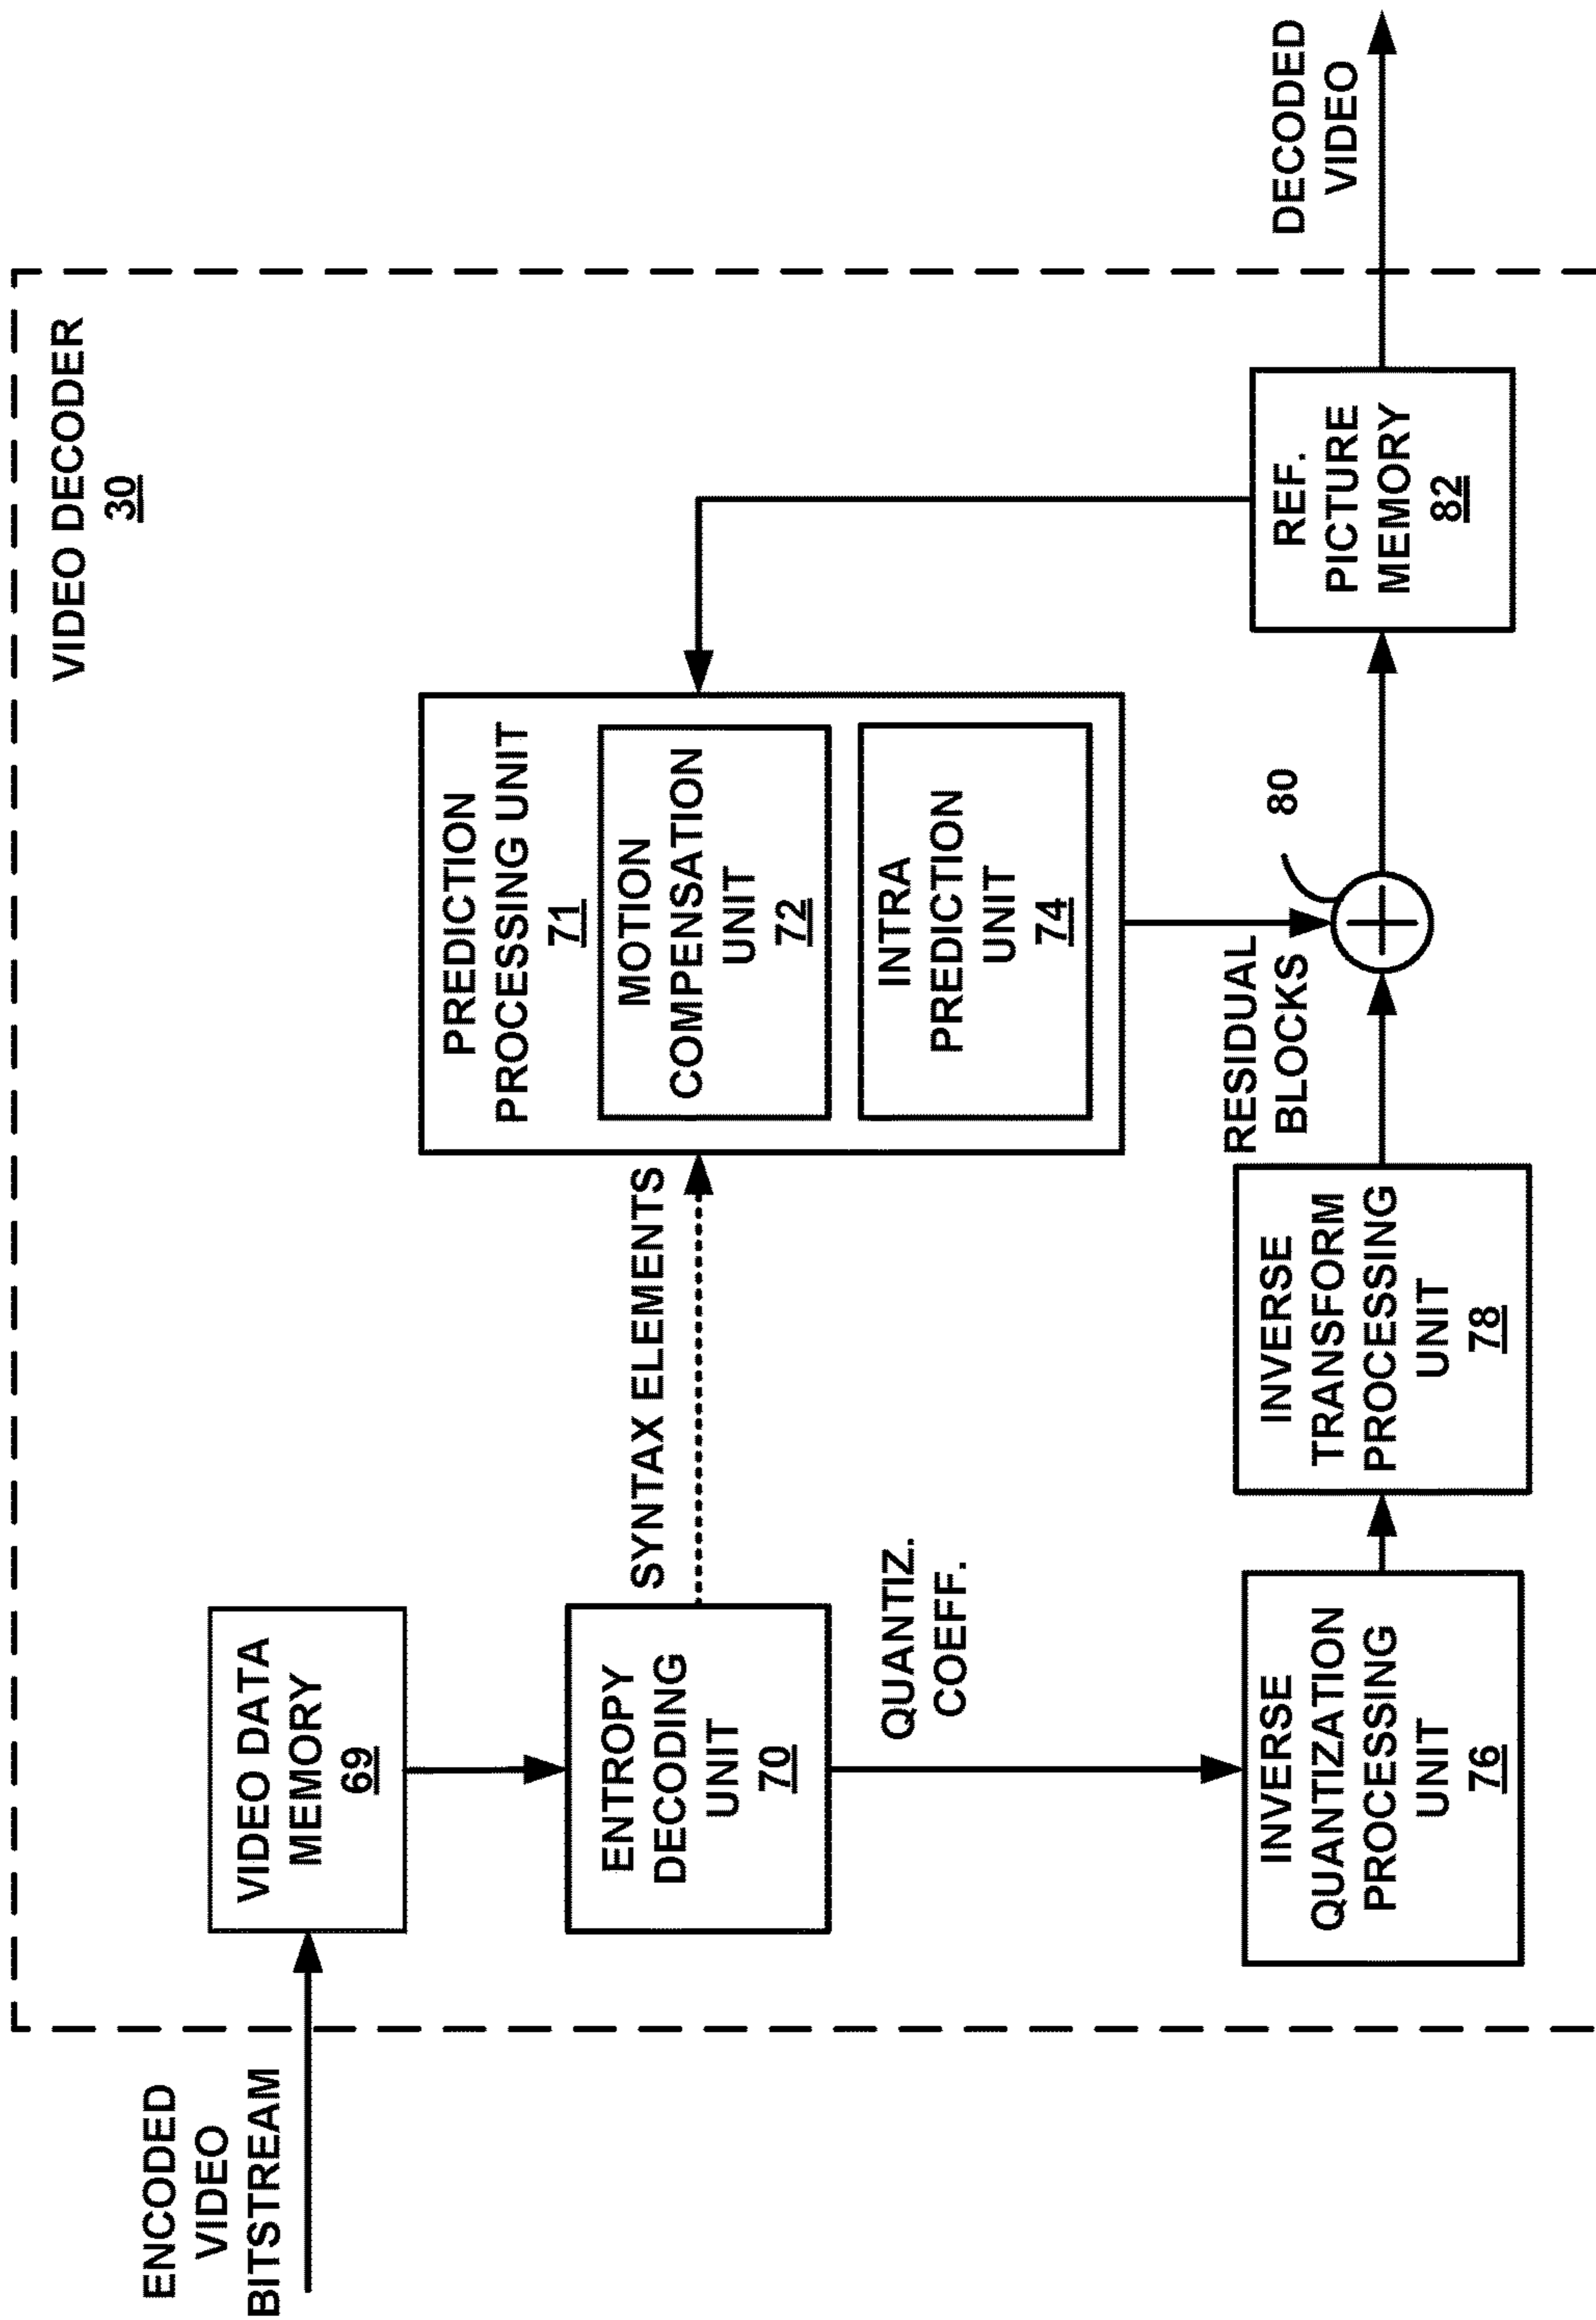 VIDEO DECODER
30
ENCODED
VIDEO
BITSTREAM
VIDEO DATA
MEMORY
69
ENTROPY
DECODING
UNIT
70
SYNTAX ELEMENTS
PREDICTION
PROCESSING UNIT
71
MOTION
COMPENSATION
UNIT
72
INTRA
PREDICTION
UNIT
74
QUANTIZ.
COEFF.
INVERSE
QUANTIZATION
PROCESSING
UNIT
76
INVERSE
TRANSFORM
PROCESSING
UNIT
78
RESIDUAL
BLOCKS
80
REF.
PICTURE
MEMORY
82
DECODED
VIDEO